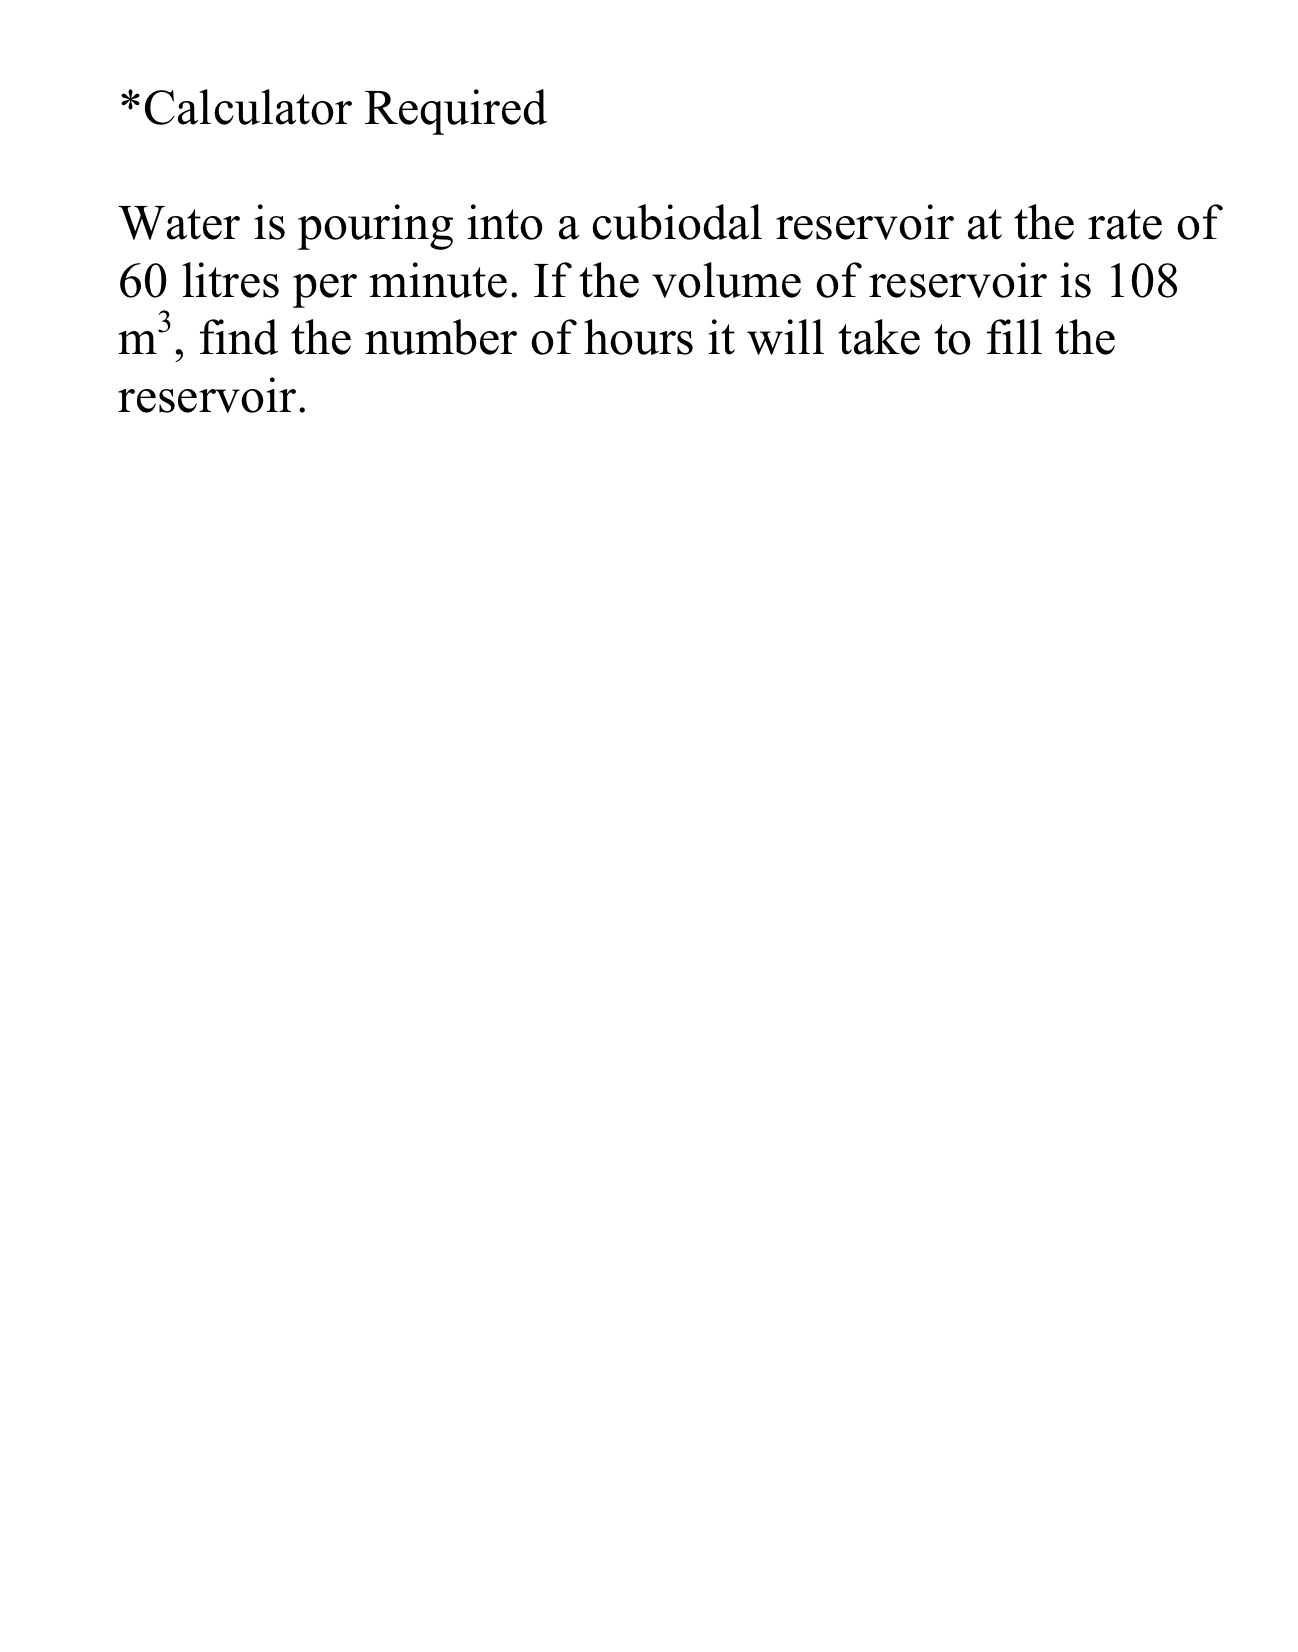 *Calculator Required
Water is pouring into a cubiodal reservoir at the rate of
60 litres per minute. If the volume of reservoir is 108
m³, find the number of hours it will take to fill the
reservoir.